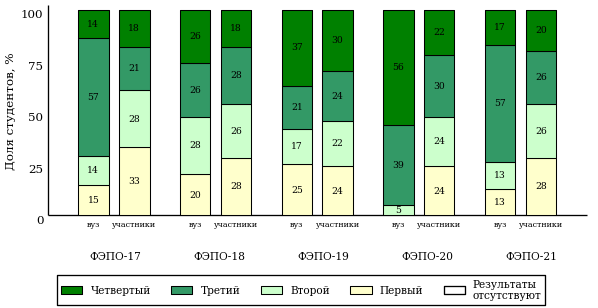 100
75
50
25
0
Доля студентов, %
14 18 26 18 37 30 56 22 17 20
57 21 26 28 21 24 39 30 57 26
14 28 28 26 17 22 5 24 13 26
15 33 20 28 25 24 24 13 28
вуз участники вуз участники вуз участники вуз участники вуз участники
ФЭПО-17 ФЭПО-18 ФЭПО-19 ФЭПО-20 ФЭПО-21
Четвертый Третий Второй Первый Результаты
отсутствуют